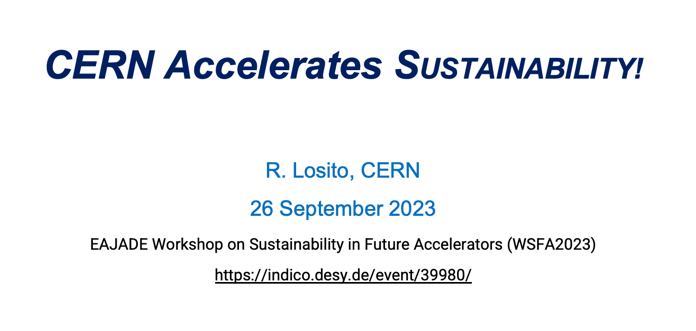 CERN Accelerates SUSTAINABILITY!
R. Losito, CERN
26 September 2023
EAJADE Workshop on Sustainability in Future Accelerators (WSFA2023)
https://indico.desy.de/event/39980/